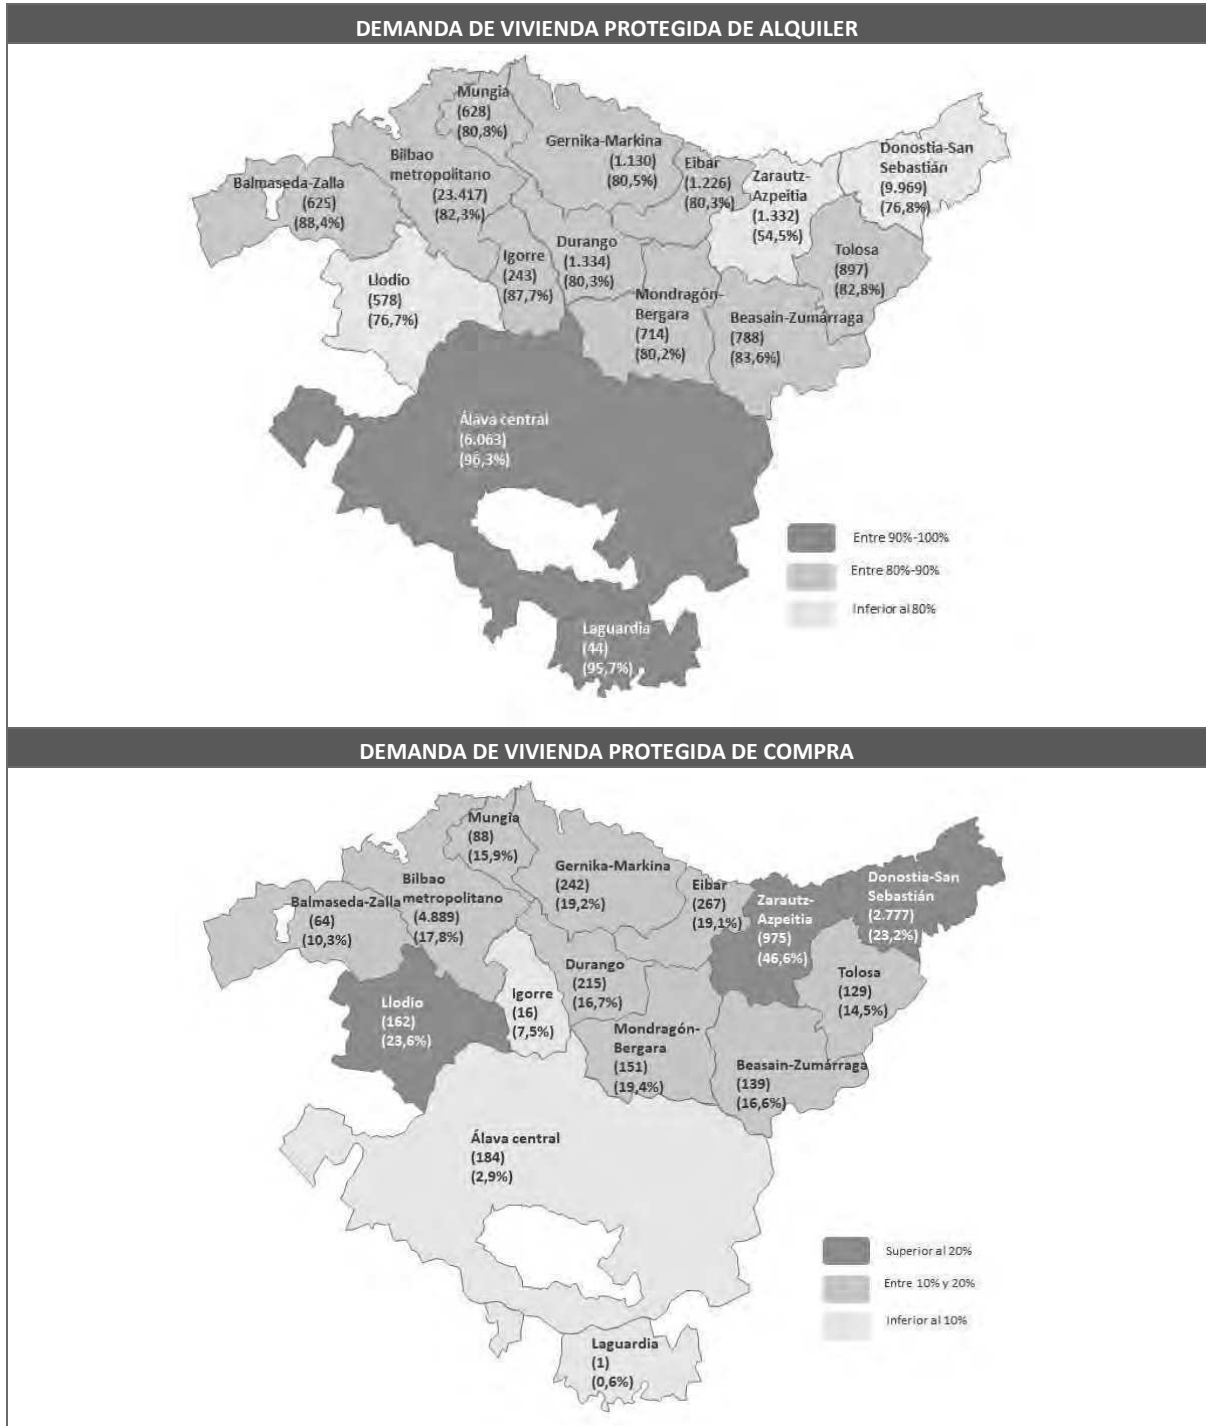 DEMANDA DE VIVIENDA PROTEGIDA DE ALQUILER
Mungia
(628)
(80,8%)
Gernika-Markina
(1.130)
(80,5%)
Donostia-San
Sebastián
(9.969)
(76,8%)
Bilbao
metropolitano
(23.417)
(82,3%)
Eibar
(1.226)
(80,3%)
Zarautz-
Azpeitia
(1.332)
(54,5%)
Balmaseda-Zalla
(625)
(88,4%)
Durango
(1.334)
(80,3%)
Tolosa
(897)
(82,8%)
Igorre
(243)
(87,7%)
Llodio
(578)
(76,7%)
Mondragón-
Bergara
(714)
(80,2%)
Beasain-Zumárraga
(788)
(83,6%)
Álava central
(6.063)
(96,3%)
Entre 90%-100%
Entre 80%-90%
Inferior al 80%
Laguardia
(44)
(95,7%)
DEMANDA DE VIVIENDA PROTEGIDA DE COMPRA
Mungia
(88)
(15,9%)
Gernika-Markina
(242)
(19,2%)
Donostia-San
Sebastián
(2.777)
(23,2%)
Bilbao
metropolitano
(4.889)
(17,8%)
Eibar
(267)
(19,1%)
Zarautz-
Azpeitia
(975)
(46,6%)
Balmaseda-Zalla
(64)
(10,3%)
Durango
(215)
(16,7%)
Tolosa
(129)
(14,5%)
Igorre
(16)
(7,5%)
Llodio
(162)
(23,6%)
Mondragón-
Bergara
(151)
(19,4%)
Beasain-Zumárraga
(139)
(16,6%)
Álava central
(184)
(2,9%)
Superior al 20%
Entre 10% y 20%
Inferior al 10%
Laguardia
(1)
(0,6%)